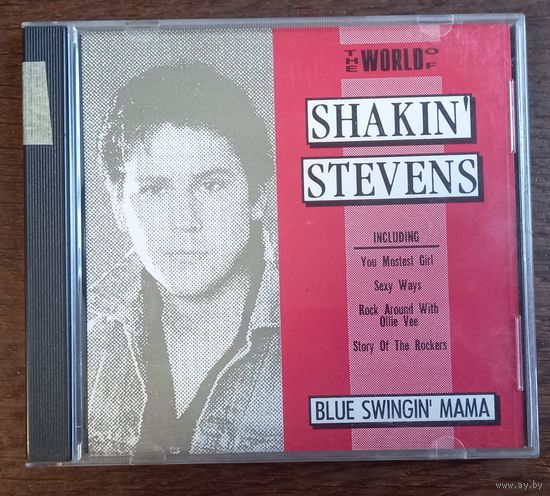 THE WORLD OF
SHAKIN'
STEVENS
INCLUDING
You Mostest Girl
Sexy Ways
Rock Around With
Ollie Vee
Story Of The Rockers
BLUE SWINGIN' MAMA
www.ay.by